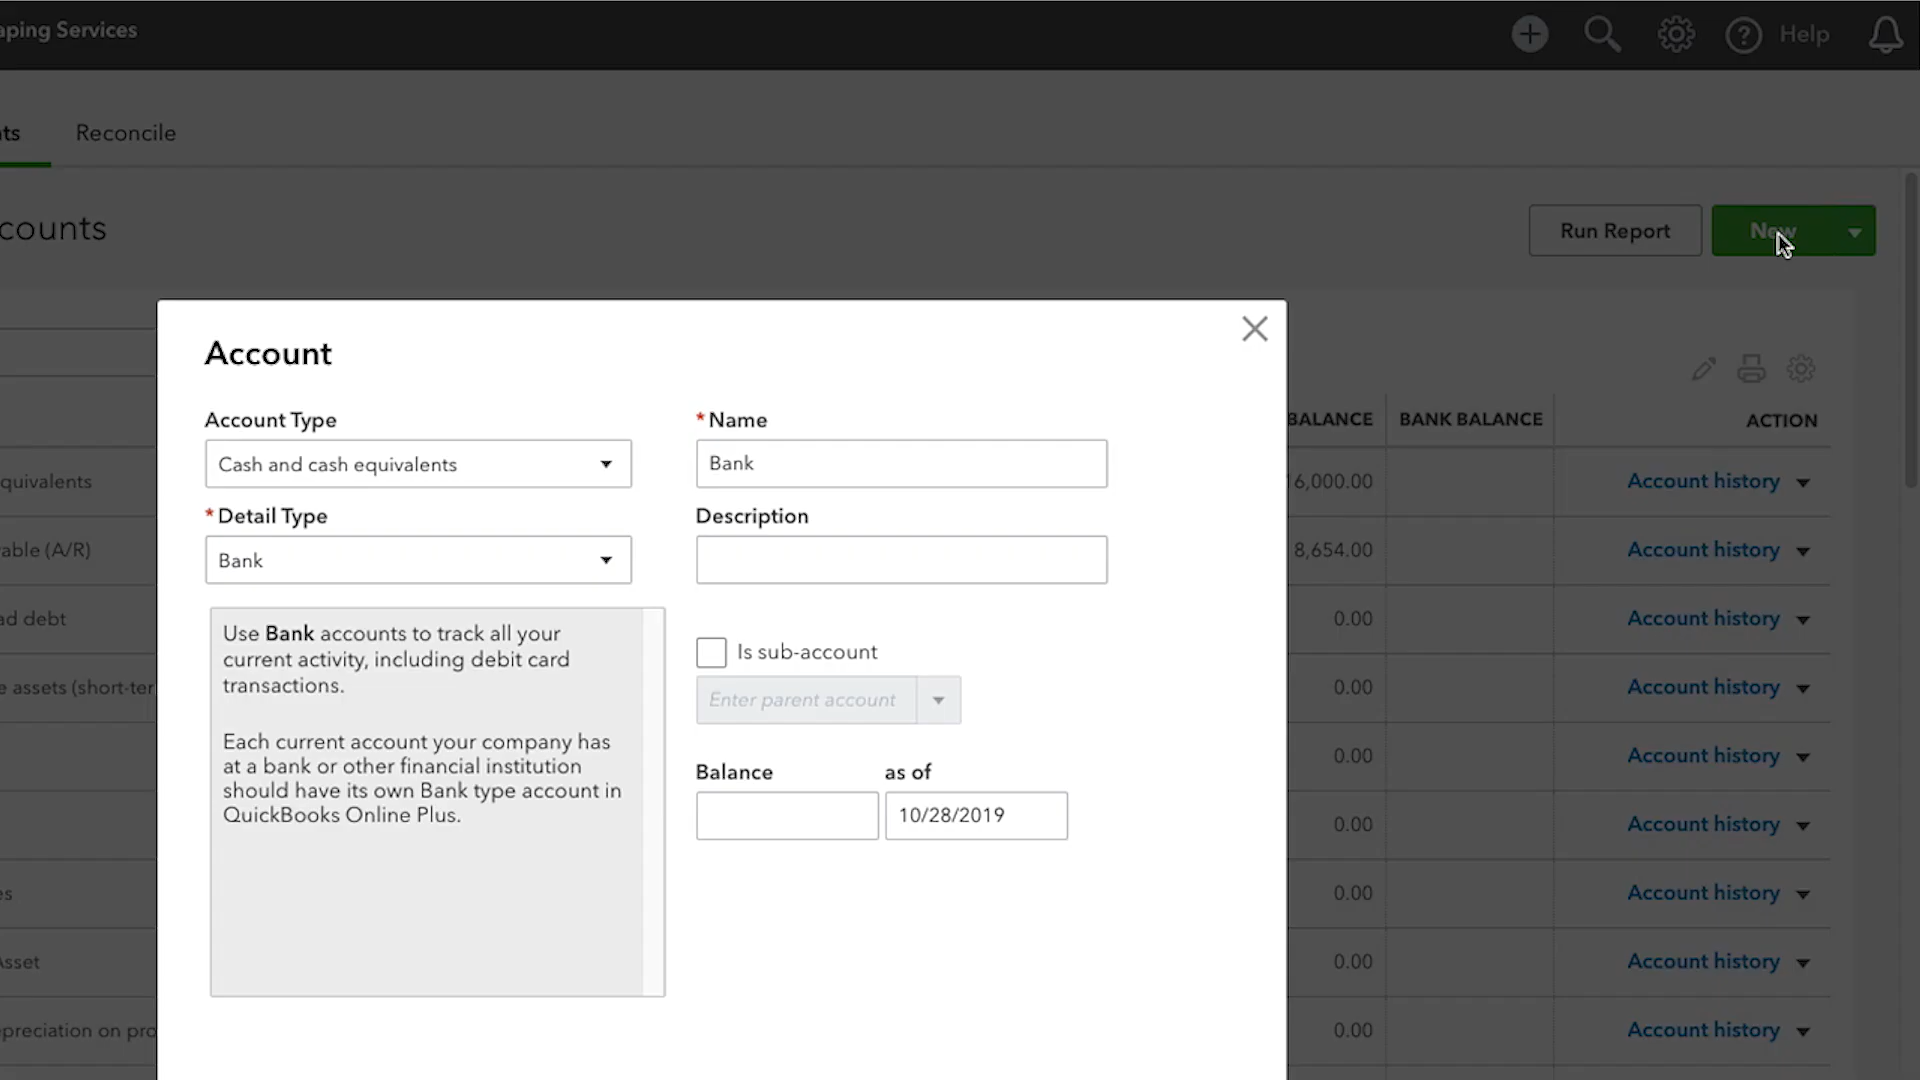 aping Services
Help
nts
Reconcile
counts
Run Report
New
Account
Account Type
* Name
Cash and cash equivalents
Bank
* Detail Type
Description
Bank
Use Bank accounts to track all your
current activity, including debit card
transactions.
Each current account your company has
at a bank or other financial institution
should have its own Bank type account in
QuickBooks Online Plus.
Is sub-account
Enter parent account
Balance
as of
10/28/2019
BALANCE
BANK BALANCE
ACTION
quivalents
6,000.00
Account history
able (A/R)
8,654.00
Account history
ad debt
0.00
Account history
e assets (short-ter
0.00
Account history
0.00
Account history
0.00
Account history
es
0.00
Account history
Asset
0.00
Account history
epreciation on pro
0.00
Account history